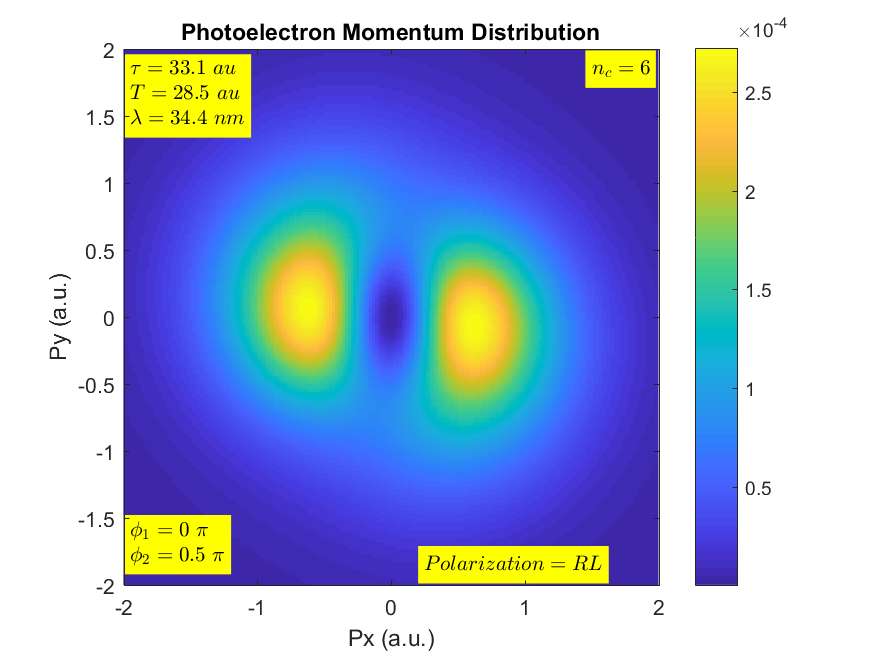 Photoelectron Momentum Distribution
×10⁻⁴
τ = 33.1 au
T = 28.5 au
λ = 34.4 nm
n_c = 6
2
1.5
1
0.5
0
-0.5
-1
-1.5
-2
Py (a.u.)
2.5
2
1.5
1
0.5
ϕ₁ = 0 π
ϕ₂ = 0.5 π
Polarization = RL
-2
-1
0
1
2
Px (a.u.)